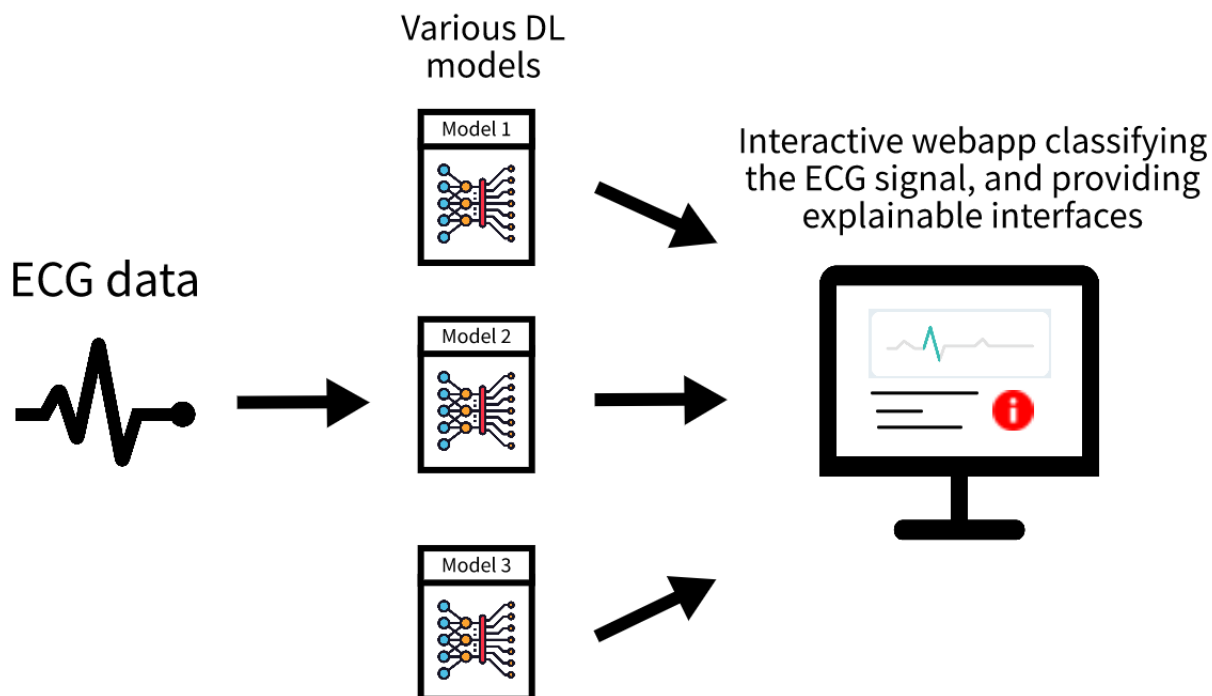 Various DL
models
Model 1
Interactive webapp classifying
the ECG signal, and providing
explainable interfaces
ECG data
Model 2
Model 3